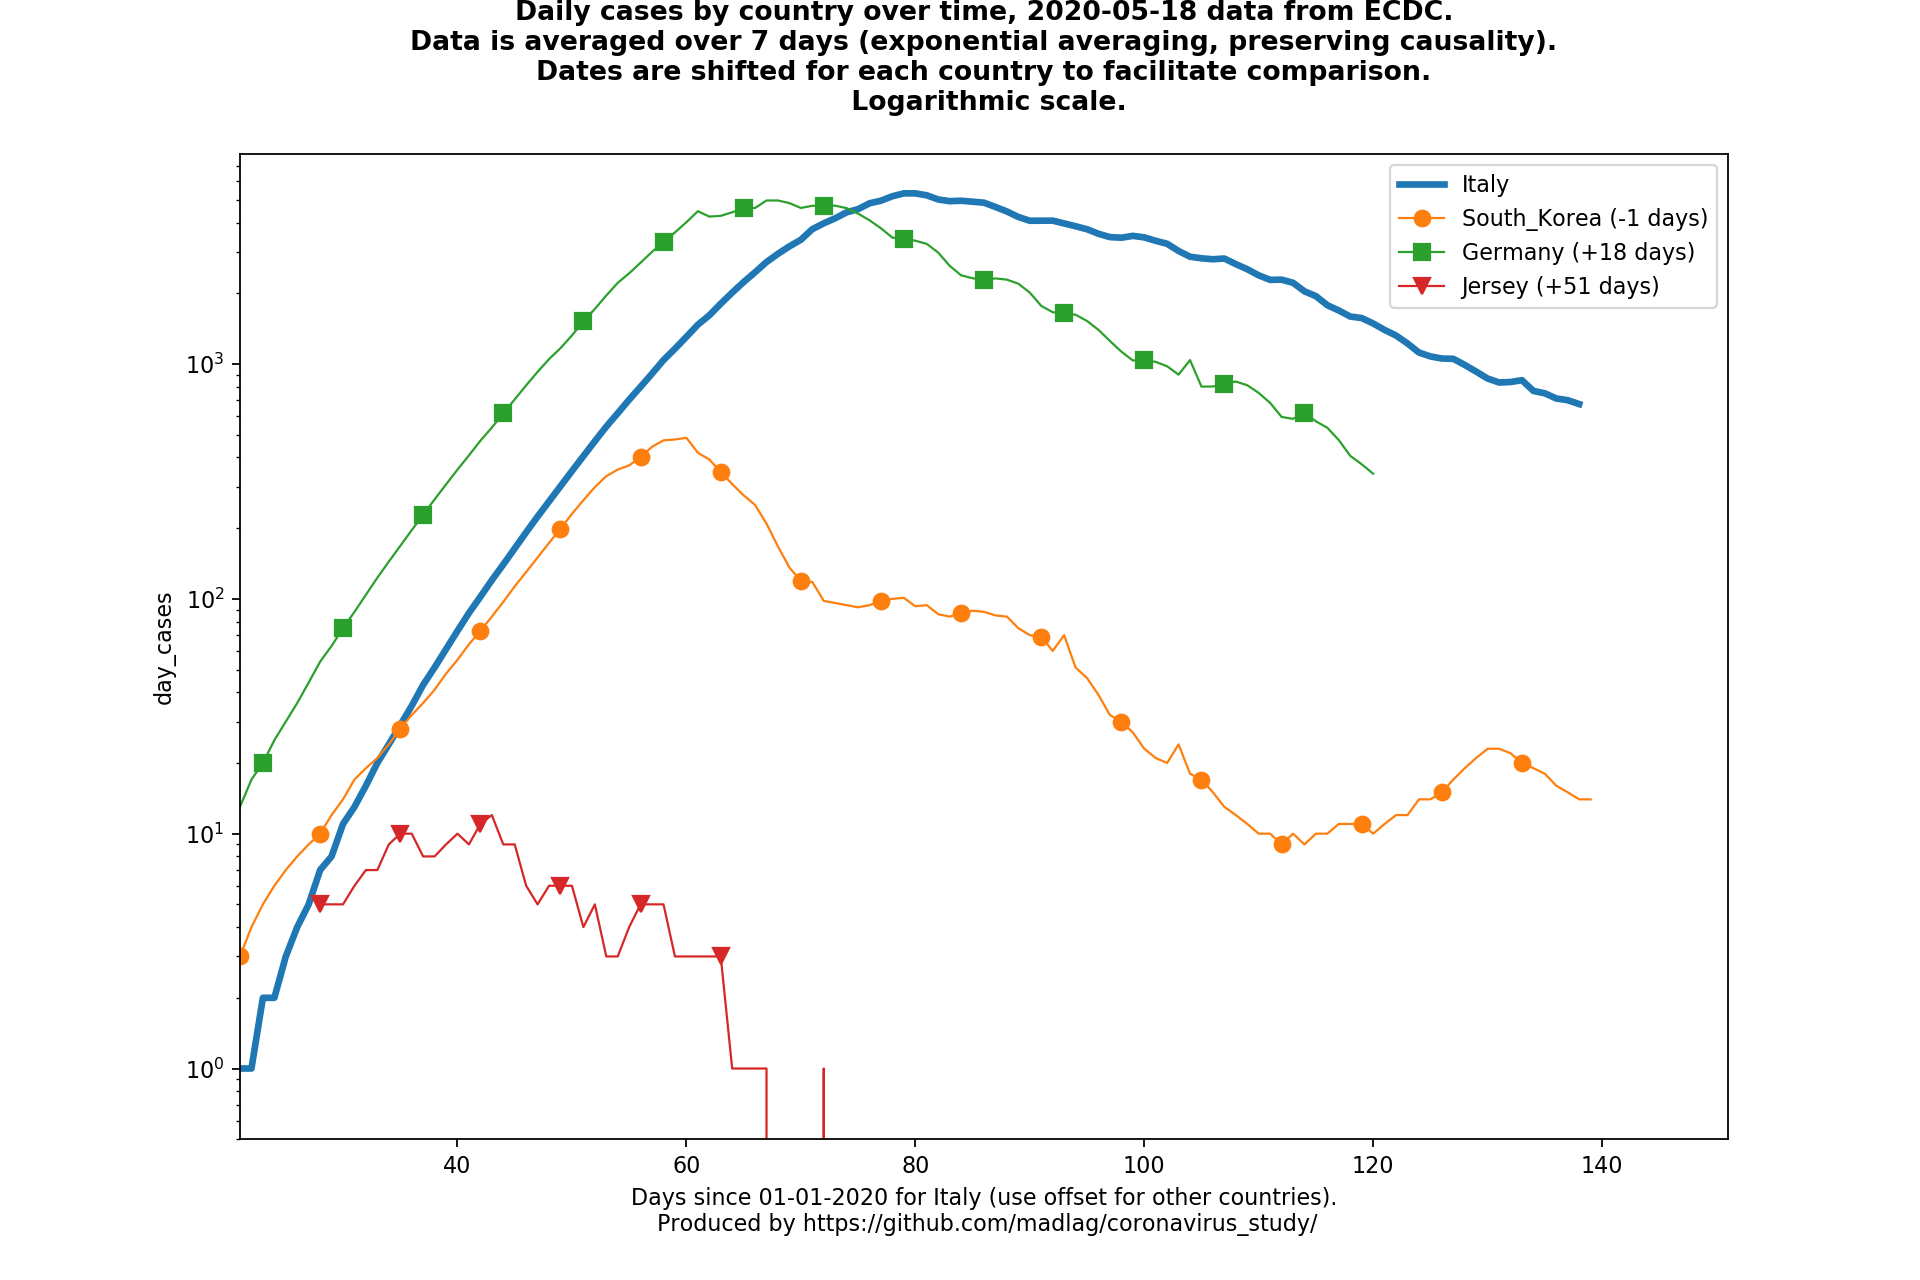 Daily cases by country over time, 2020-05-18 data from ECDC.
Data is averaged over 7 days (exponential averaging, preserving causality).
Dates are shifted for each country to facilitate comparison.
Logarithmic scale.
Italy
South_Korea (-1 days)
Germany (+18 days)
Jersey (+51 days)
10³
10²
10¹
10⁰
day_cases
40 60 80 100 120 140
Days since 01-01-2020 for Italy (use offset for other countries).
Produced by https://github.com/madlag/coronavirus_study/